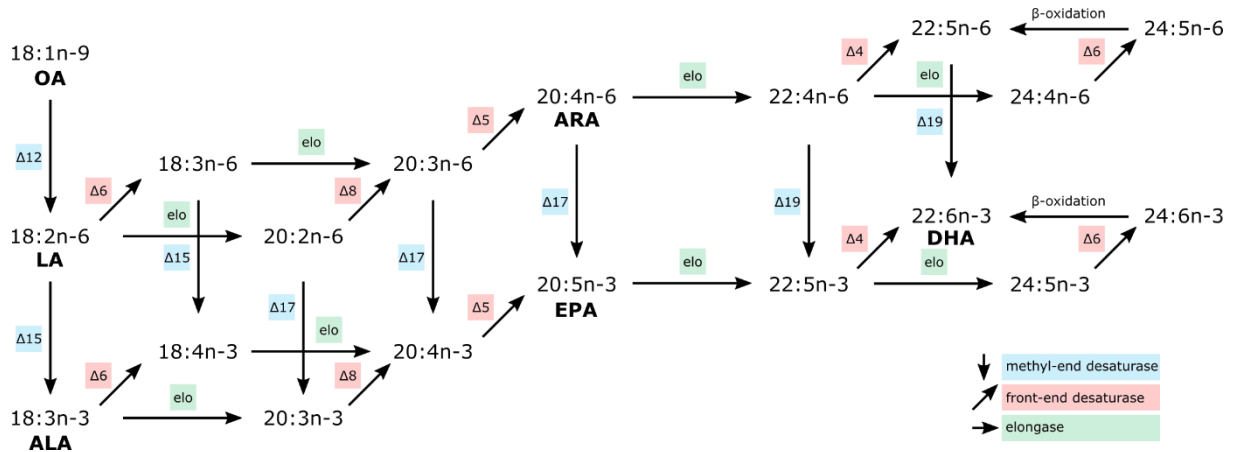 22:5n-6
β-oxidation
24:5n-6
18:1n-9
OA
Δ4
elo
Δ6
20:4n-6
ARA
elo
22:4n-6
24:4n-6
Δ5
Δ19
Δ12
18:3n-6
elo
20:3n-6
Δ6
Δ8
elo
Δ17
Δ19
22:6n-3
DHA
β-oxidation
24:6n-3
18:2n-6
LA
Δ15
20:2n-6
Δ17
Δ4
elo
Δ6
20:5n-3
EPA
elo
22:5n-3
24:5n-3
Δ17
Δ5
Δ15
elo
18:4n-3
20:4n-3
Δ6
elo
Δ8
18:3n-3
ALA
20:3n-3
methyl-end desaturase
front-end desaturase
elongase